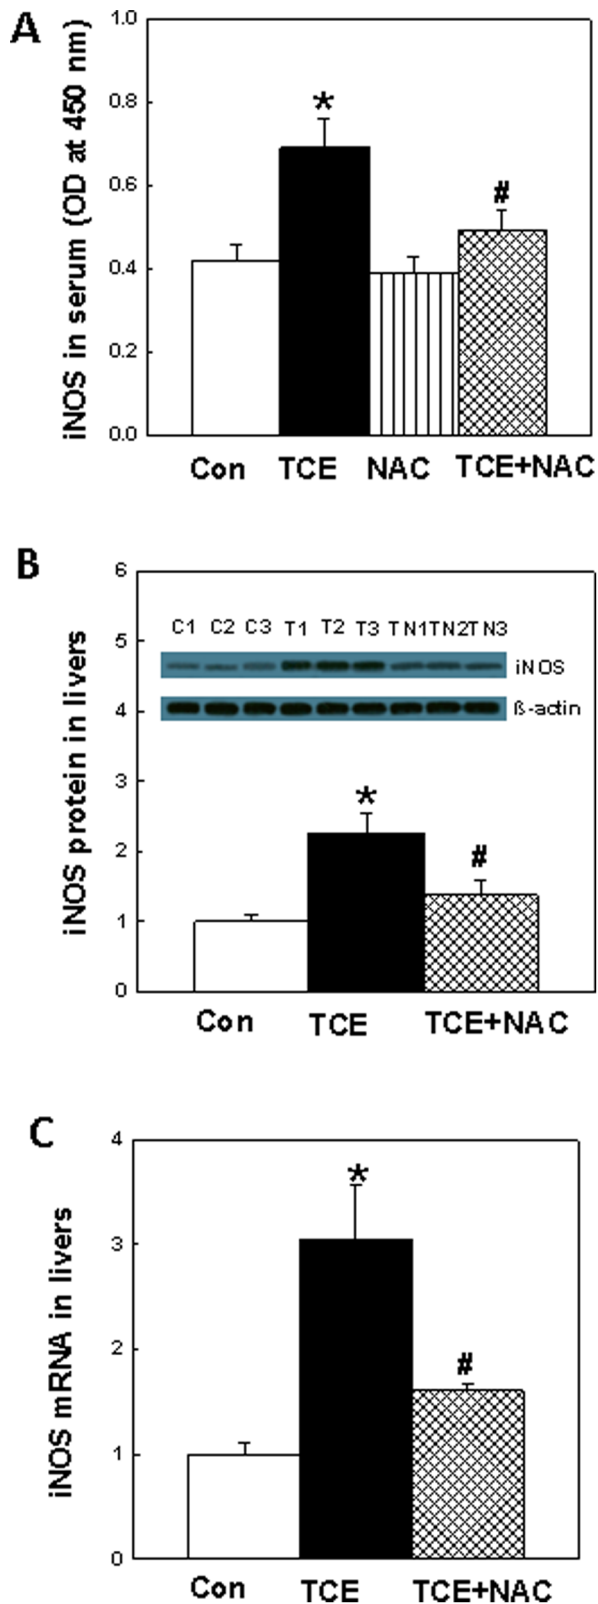 A
iNOS in serum (OD at 450 nm)
1.0
0.8
0.6
0.4
0.2
0.0
*
#
Con TCE NAC TCE+NAC
B
iNOS protein in livers
6
5
4
3
2
1
0
C1 C2 C3 T1 T2 T3 TN1 TN2 TN3
iNOS
ß-actin
*
#
Con TCE TCE+NAC
C
iNOS mRNA in livers
4
3
2
1
0
*
#
Con TCE TCE+NAC